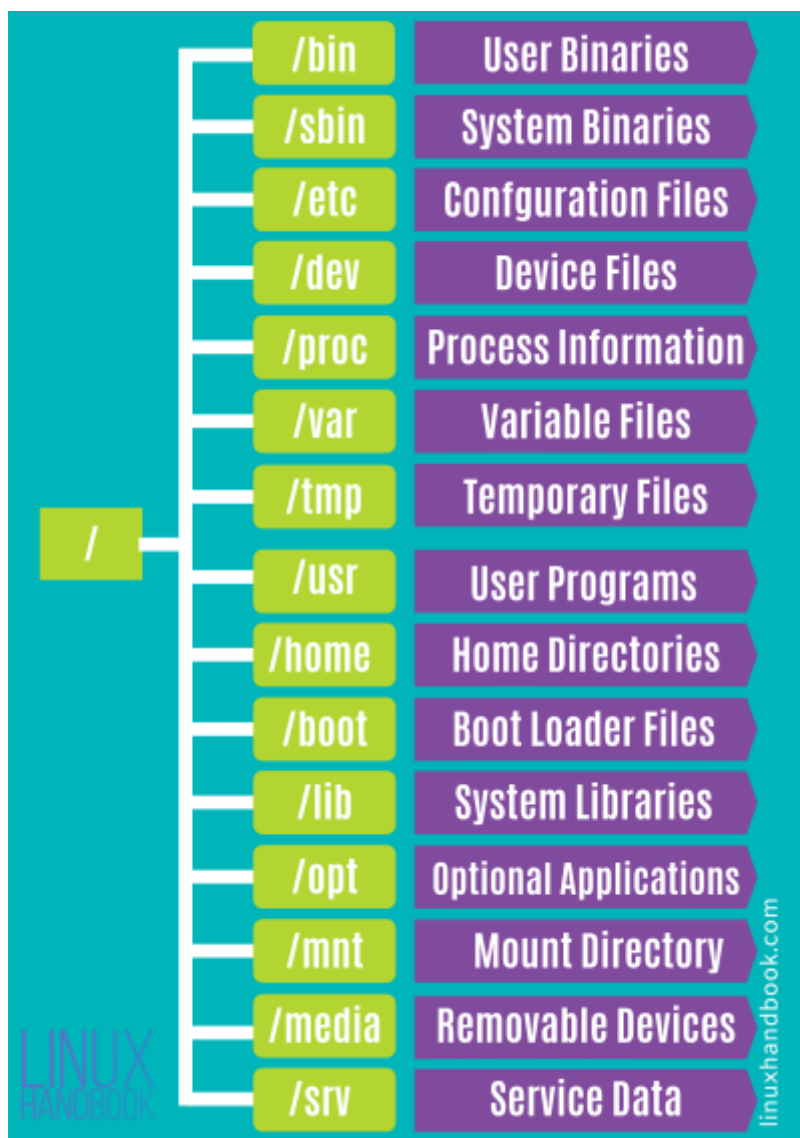 /bin User Binaries
/sbin System Binaries
/etc Confguration Files
/dev Device Files
/proc Process Information
/var Variable Files
/tmp Temporary Files
/
/usr User Programs
/home Home Directories
/boot Boot Loader Files
/lib System Libraries
/opt Optional Applications
/mnt Mount Directory
/media Removable Devices
/srv Service Data
LINUX
HANDBOOK
linuxhandbook.com